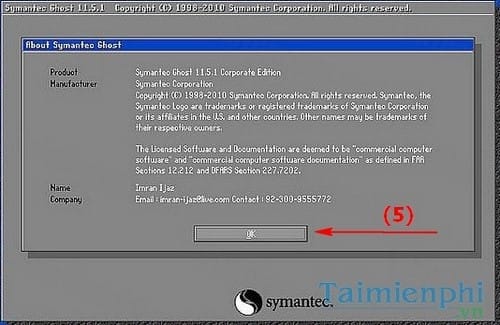 Symantec Ghost 11.5.1 Copyright (C) 1998-2010 Symantec Corporation. All rights reserved.
About Symantec Ghost
Product Symantec Ghost 11.5.1 Corporate Edition
Manufacturer Symantec Corporation
Copyright (C) 1998-2010 Symantec Corporation. All rights reserved. Symantec, the
Symantec Logo are trademarks or registered trademarks of Symantec Corporation
or its affiliates in the U.S. and other countries. Other names may be trademarks of
their respective owners.
The Licensed Software and Documentation are deemed to be "commercial computer
software" and "commercial computer software documentation" as defined in FAR
Sections 12.212 and DFARS Section 227.7202.
Name Imran Ijaz
Company Email : imran-ijaz@live.com Contact : 92-300-9555772
(5)
OK
symantec.
Taimienphi
.vn